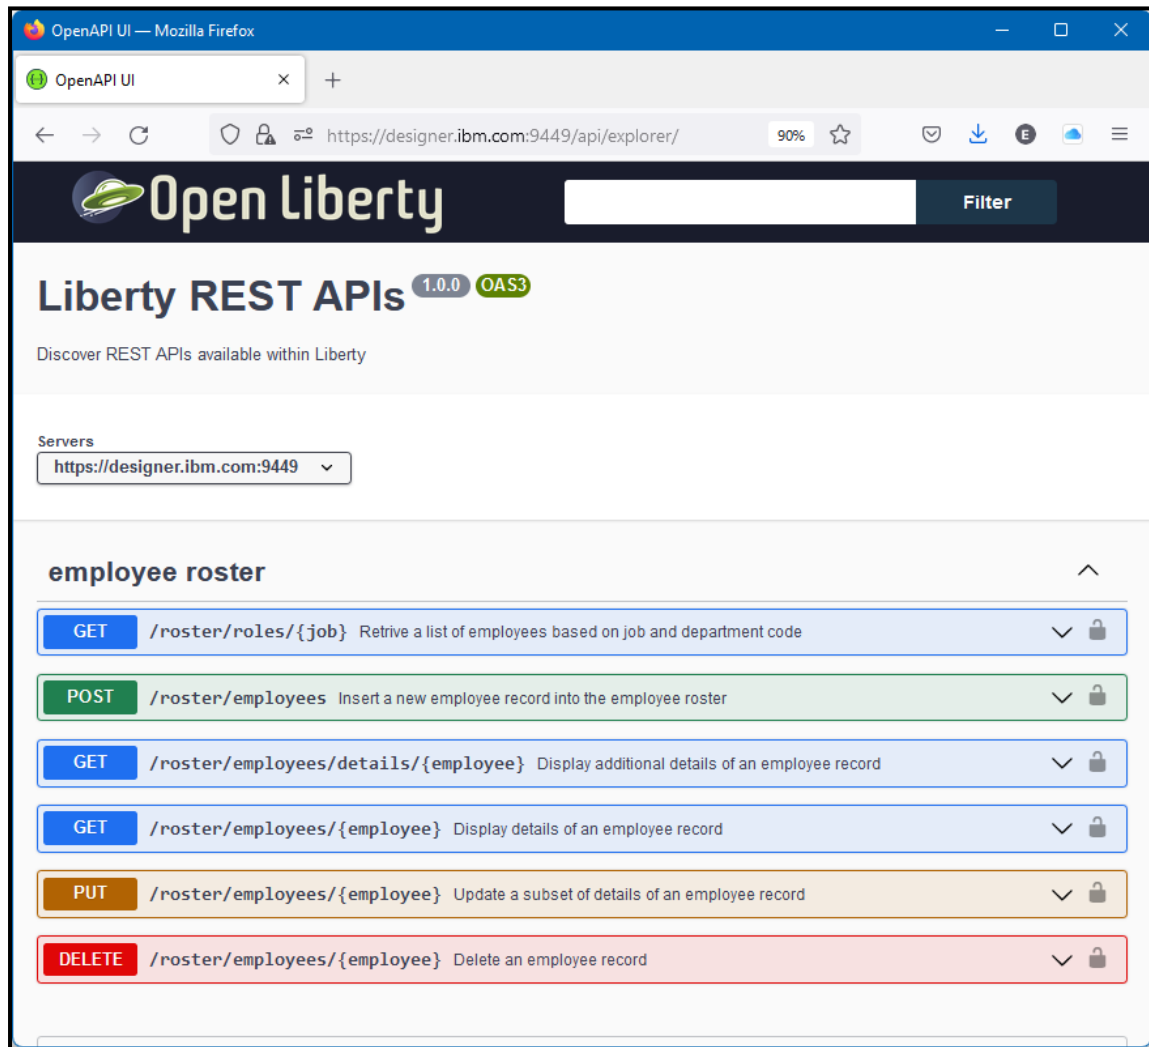 OpenAPI UI — Mozilla Firefox
OpenAPI UI
https://designer.ibm.com:9449/api/explorer/ 90% E
Open Liberty Filter
Liberty REST APIs 1.0.0 OAS3
Discover REST APIs available within Liberty
Servers
https://designer.ibm.com:9449
employee roster
GET /roster/roles/{job} Retrive a list of employees based on job and department code
POST /roster/employees Insert a new employee record into the employee roster
GET /roster/employees/details/{employee} Display additional details of an employee record
GET /roster/employees/{employee} Display details of an employee record
PUT /roster/employees/{employee} Update a subset of details of an employee record
DELETE /roster/employees/{employee} Delete an employee record